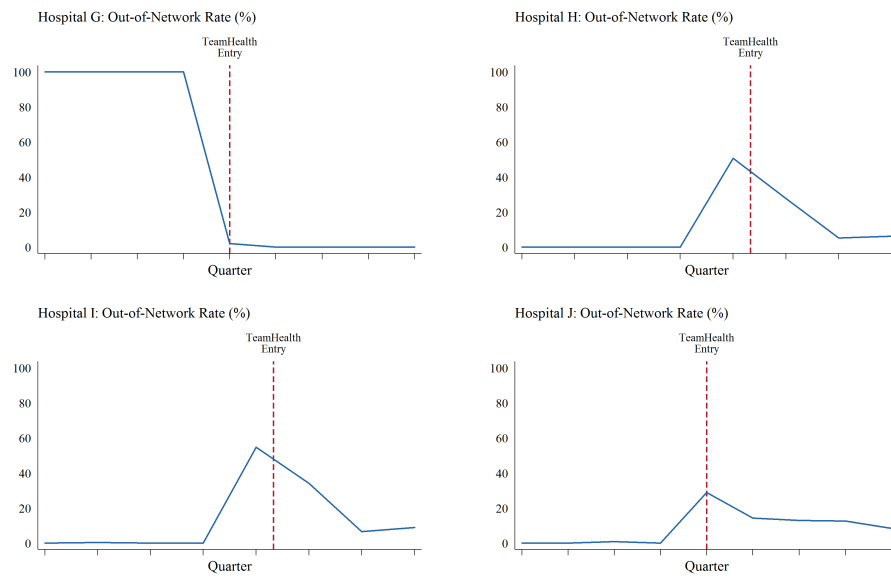 Hospital G: Out-of-Network Rate (%)
TeamHealth
Entry
100
80
60
40
20
0
Quarter
Hospital H: Out-of-Network Rate (%)
TeamHealth
Entry
100
80
60
40
20
0
Quarter
Hospital I: Out-of-Network Rate (%)
TeamHealth
Entry
100
80
60
40
20
0
Quarter
Hospital J: Out-of-Network Rate (%)
TeamHealth
Entry
100
80
60
40
20
0
Quarter